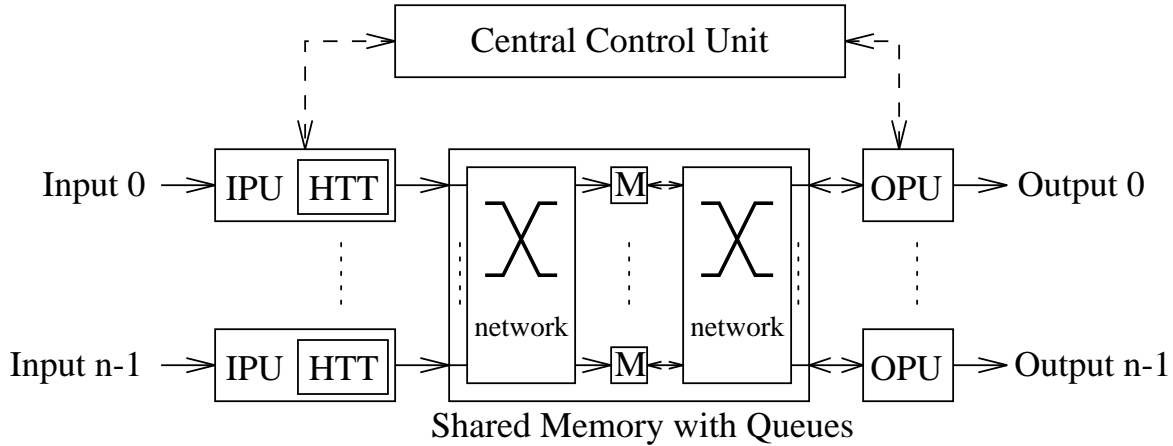 Central Control Unit
Input 0 IPU HTT M OPU Output 0
network network
Input n-1 IPU HTT M OPU Output n-1
Shared Memory with Queues